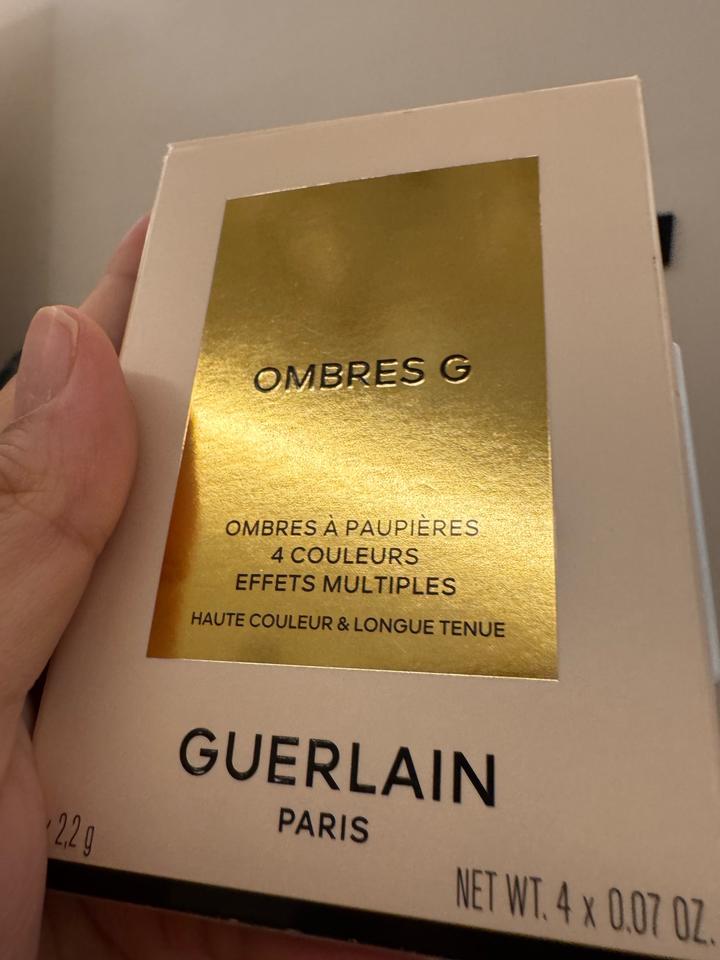 OMBRES G
OMBRES À PAUPIÈRES
4 COULEURS
EFFETS MULTIPLES
HAUTE COULEUR & LONGUE TENUE
GUERLAIN
PARIS
2,2 g
NET WT. 4 x 0.07 OZ.